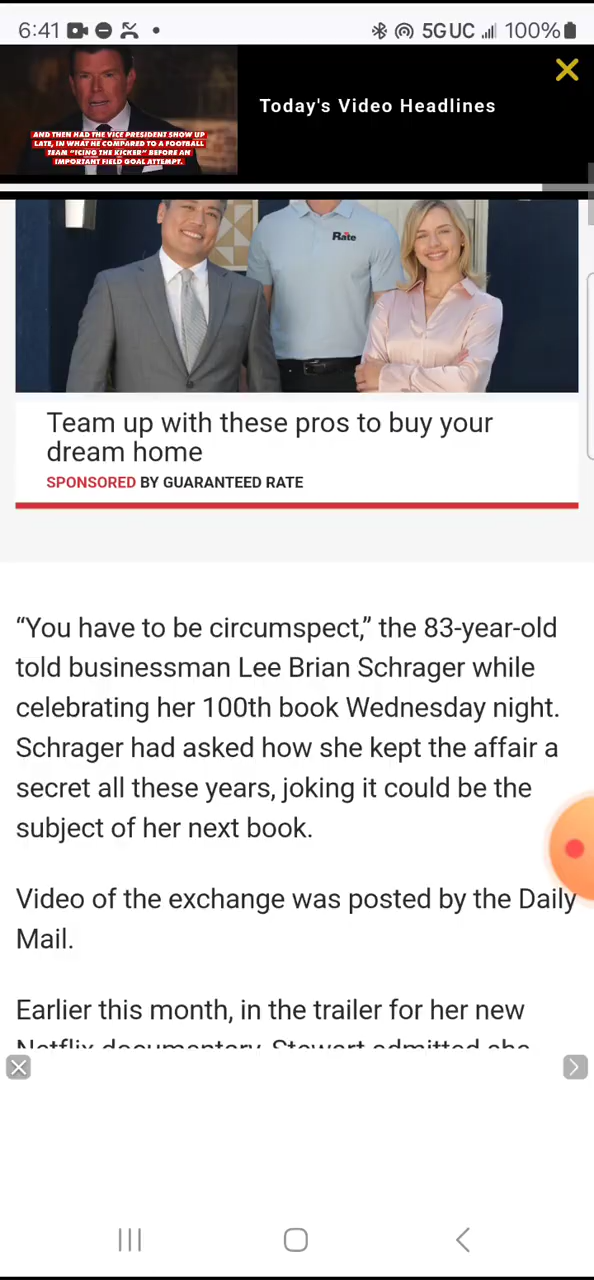 6:41
5GUC
100%
AND THEN HAD THE VICE PRESIDENT SHOW UP
LATE, IN WHAT HE COMPARED TO A FOOTBALL
TEAM "ICING THE KICKER" BEFORE AN
IMPORTANT FIELD GOAL ATTEMPT.
Today's Video Headlines
Rate
Team up with these pros to buy your
dream home
SPONSORED BY GUARANTEED RATE
“You have to be circumspect,” the 83-year-old
told businessman Lee Brian Schrager while
celebrating her 100th book Wednesday night.
Schrager had asked how she kept the affair a
secret all these years, joking it could be the
subject of her next book.
Video of the exchange was posted by the Daily
Mail.
Earlier this month, in the trailer for her new
Netflix documentary, Stewart admitted she